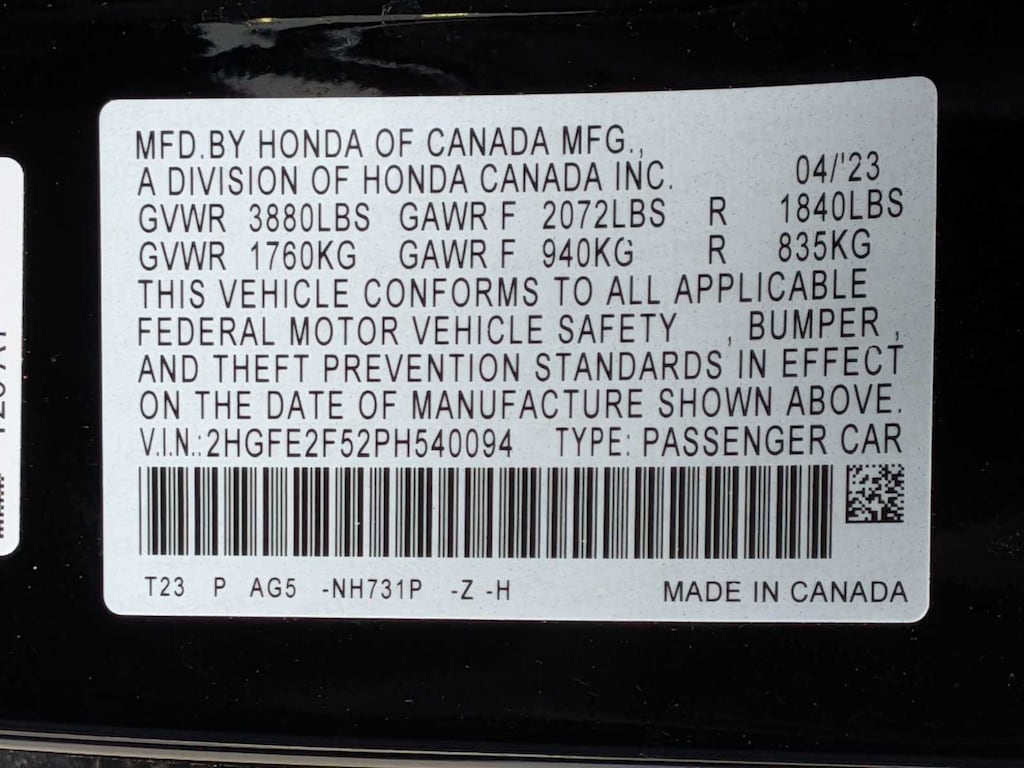 MFD.BY HONDA OF CANADA MFG.,
A DIVISION OF HONDA CANADA INC. 04/'23
GVWR 3880LBS GAWR F 2072LBS R 1840LBS
GVWR 1760KG GAWR F 940KG R 835KG
THIS VEHICLE CONFORMS TO ALL APPLICABLE
FEDERAL MOTOR VEHICLE SAFETY , BUMPER ,
AND THEFT PREVENTION STANDARDS IN EFFECT
ON THE DATE OF MANUFACTURE SHOWN ABOVE.
V.I.N.:2HGFE2F52PH540094 TYPE: PASSENGER CAR
T23 P AG5 -NH731P -Z -H MADE IN CANADA